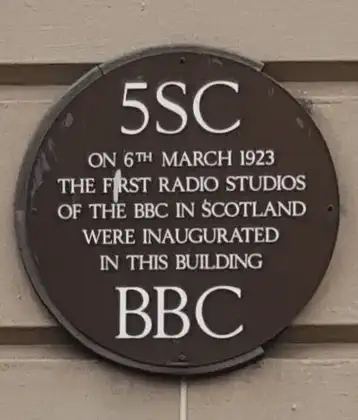 5SC
ON 6TH MARCH 1923
THE FIRST RADIO STUDIOS
OF THE BBC IN SCOTLAND
WERE INAUGURATED
IN THIS BUILDING
BBC